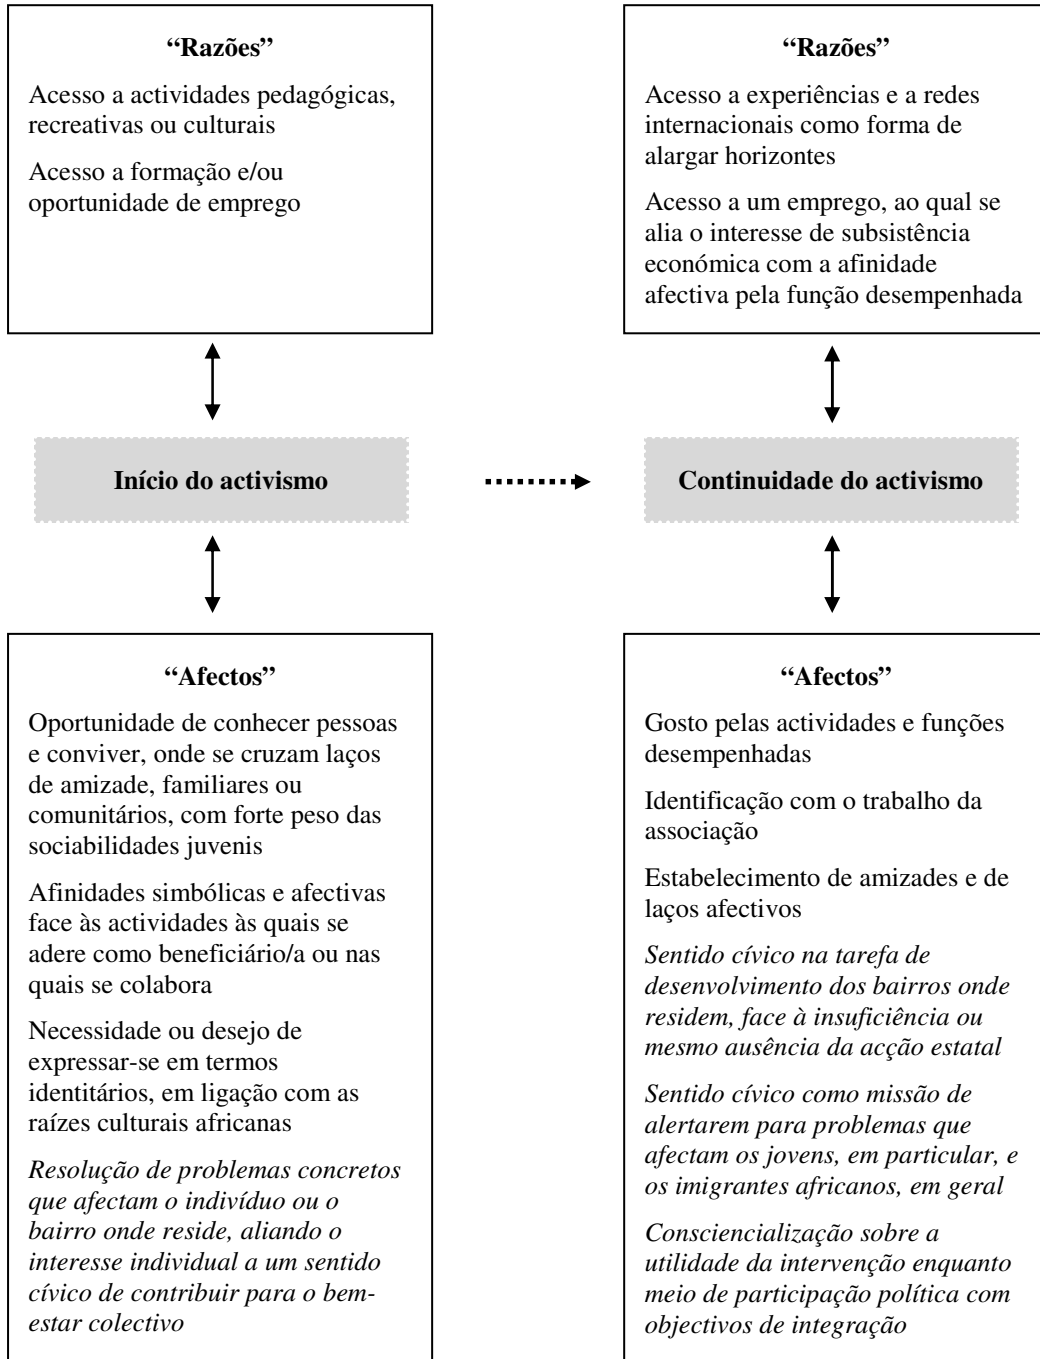 “Razões”
Acesso a actividades pedagógicas,
recreativas ou culturais
Acesso a formação e/ou
oportunidade de emprego
“Razões”
Acesso a experiências e a redes
internacionais como forma de
alargar horizontes
Acesso a um emprego, ao qual se
alia o interesse de subsistência
económica com a afinidade
afectiva pela função desempenhada
Início do activismo
Continuidade do activismo
“Afectos”
Oportunidade de conhecer pessoas
e conviver, onde se cruzam laços
de amizade, familiares ou
comunitários, com forte peso das
sociabilidades juvenis
Afinidades simbólicas e afectivas
face às actividades às quais se
adere como beneficiário/a ou nas
quais se colabora
Necessidade ou desejo de
expressar-se em termos
identitários, em ligação com as
raízes culturais africanas
Resolução de problemas concretos
que afectam o indivíduo ou o
bairro onde reside, aliando o
interesse individual a um sentido
cívico de contribuir para o bem-
estar colectivo
“Afectos”
Gosto pelas actividades e funções
desempenhadas
Identificação com o trabalho da
associação
Estabelecimento de amizades e de
laços afectivos
Sentido cívico na tarefa de
desenvolvimento dos bairros onde
residem, face à insuficiência ou
mesmo ausência da acção estatal
Sentido cívico como missão de
alertarem para problemas que
afectam os jovens, em particular, e
os imigrantes africanos, em geral
Consciencialização sobre a
utilidade da intervenção enquanto
meio de participação política com
objectivos de integração